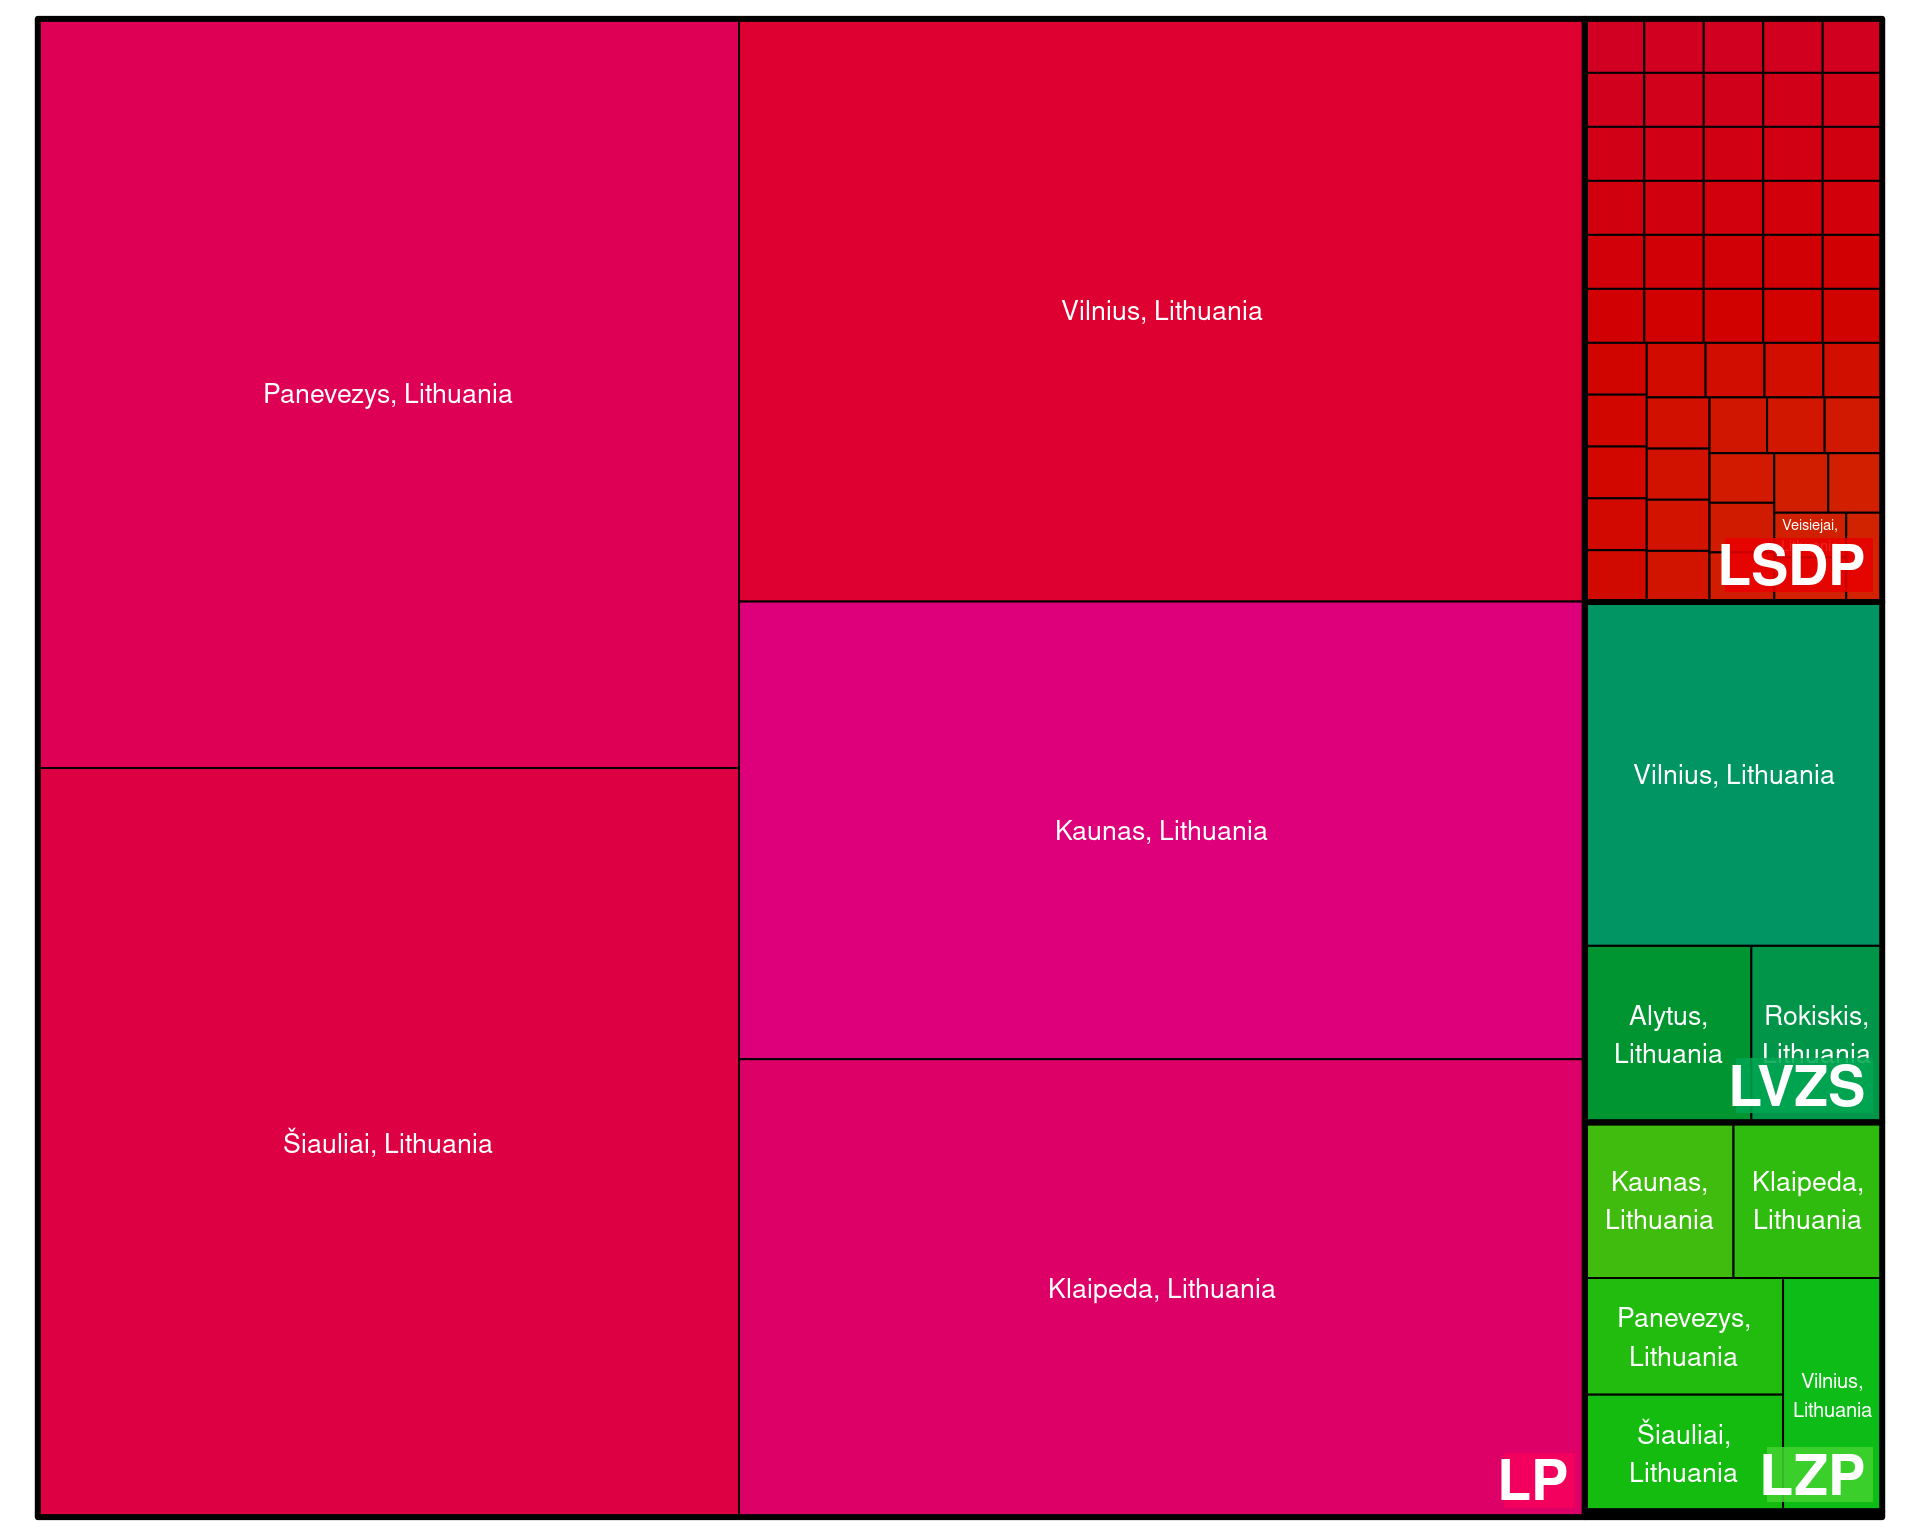 Panevezys, Lithuania
Šiauliai, Lithuania
Vilnius, Lithuania
Kaunas, Lithuania
Klaipeda, Lithuania
LP
Veisiejai,
LSDP
Vilnius, Lithuania
Alytus,
Lithuania
Rokiskis,
Lithuania
LVZS
Kaunas,
Lithuania
Klaipeda,
Lithuania
Panevezys,
Lithuania
Šiauliai,
Lithuania
Vilnius,
Lithuania
LZP